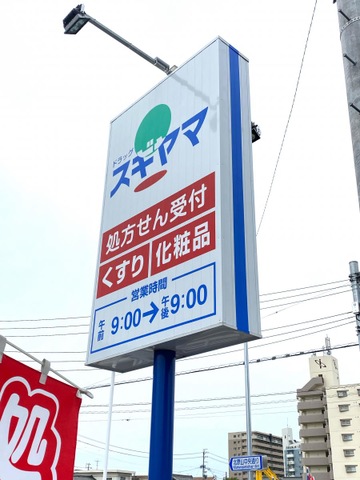 ドラッグ
スギヤマ
処方せん受付
くすり 化粧品
営業時間
午前 9:00→午後 9:00
処